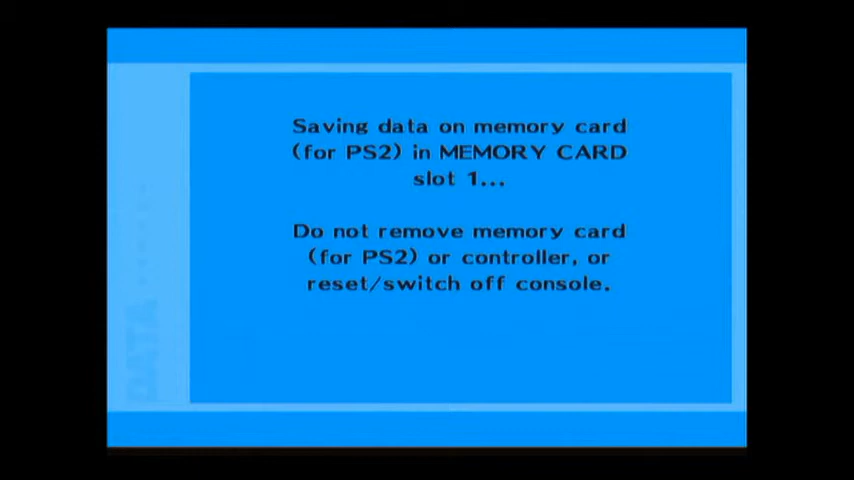 Saving data on memory card
(for PS2) in MEMORY CARD
slot 1...
Do not remove memory card
(for PS2) or controller, or
reset/switch off console.
DATA